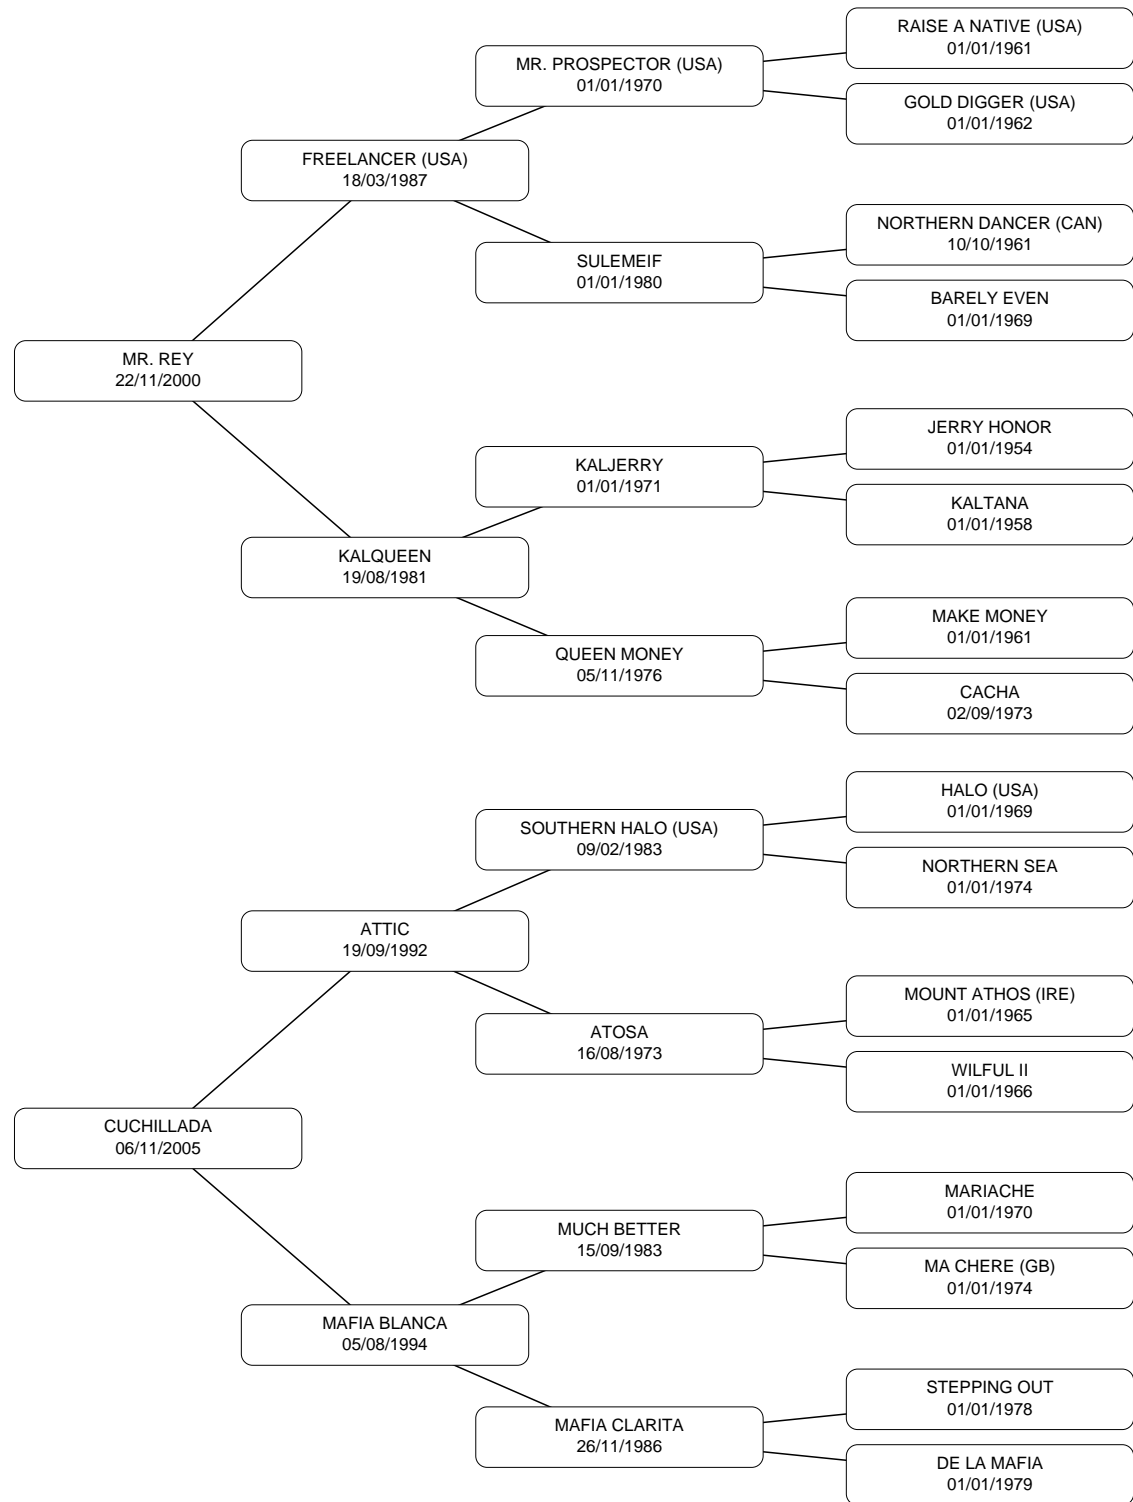 RAISE A NATIVE (USA)
01/01/1961
MR. PROSPECTOR (USA)
01/01/1970
GOLD DIGGER (USA)
01/01/1962
FREELANCER (USA)
18/03/1987
NORTHERN DANCER (CAN)
10/10/1961
SULEMEIF
01/01/1980
BARELY EVEN
01/01/1969
MR. REY
22/11/2000
JERRY HONOR
01/01/1954
KALJERRY
01/01/1971
KALTANA
01/01/1958
KALQUEEN
19/08/1981
MAKE MONEY
01/01/1961
QUEEN MONEY
05/11/1976
CACHA
02/09/1973
HALO (USA)
01/01/1969
SOUTHERN HALO (USA)
09/02/1983
NORTHERN SEA
01/01/1974
ATTIC
19/09/1992
MOUNT ATHOS (IRE)
01/01/1965
ATOSA
16/08/1973
WILFUL II
01/01/1966
CUCHILLADA
06/11/2005
MARIACHE
01/01/1970
MUCH BETTER
15/09/1983
MA CHERE (GB)
01/01/1974
MAFIA BLANCA
05/08/1994
STEPPING OUT
01/01/1978
MAFIA CLARITA
26/11/1986
DE LA MAFIA
01/01/1979